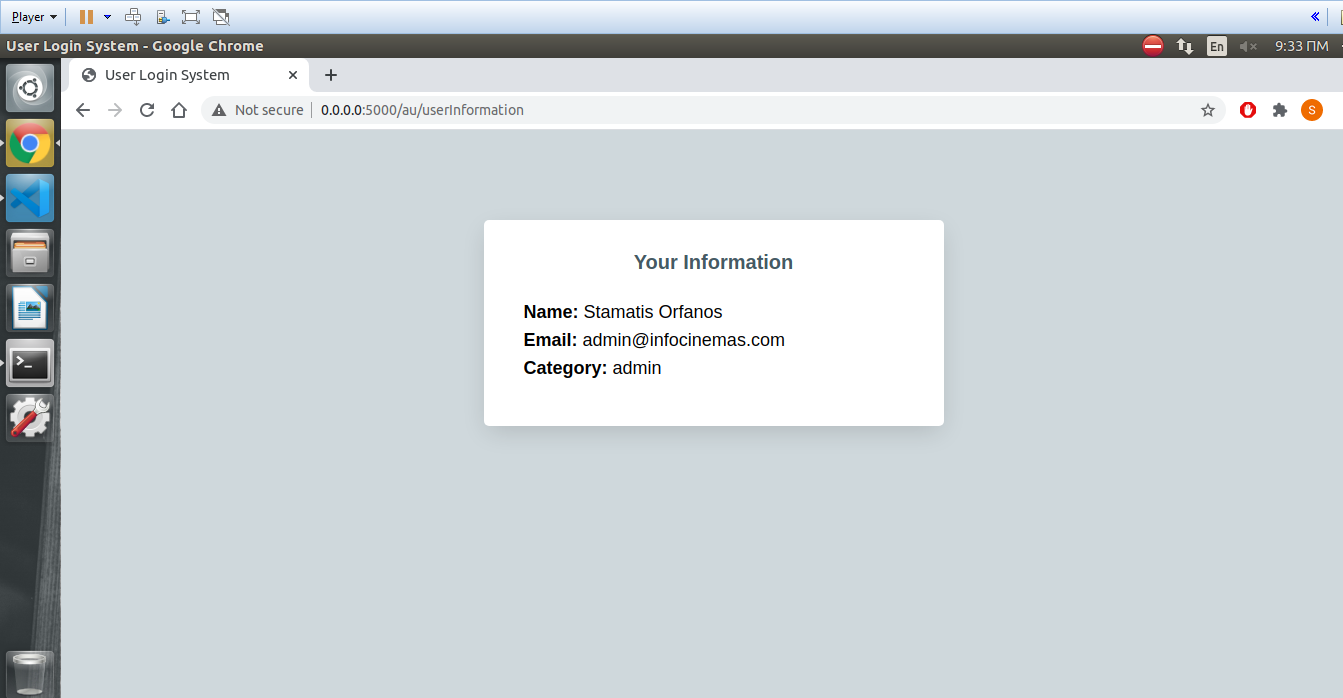 Player
User Login System - Google Chrome
En
9:33 ΠΜ
User Login System
Not secure
0.0.0.0:5000/au/userInformation
S
Your Information
Name: Stamatis Orfanos
Email: admin@infocinemas.com
Category: admin